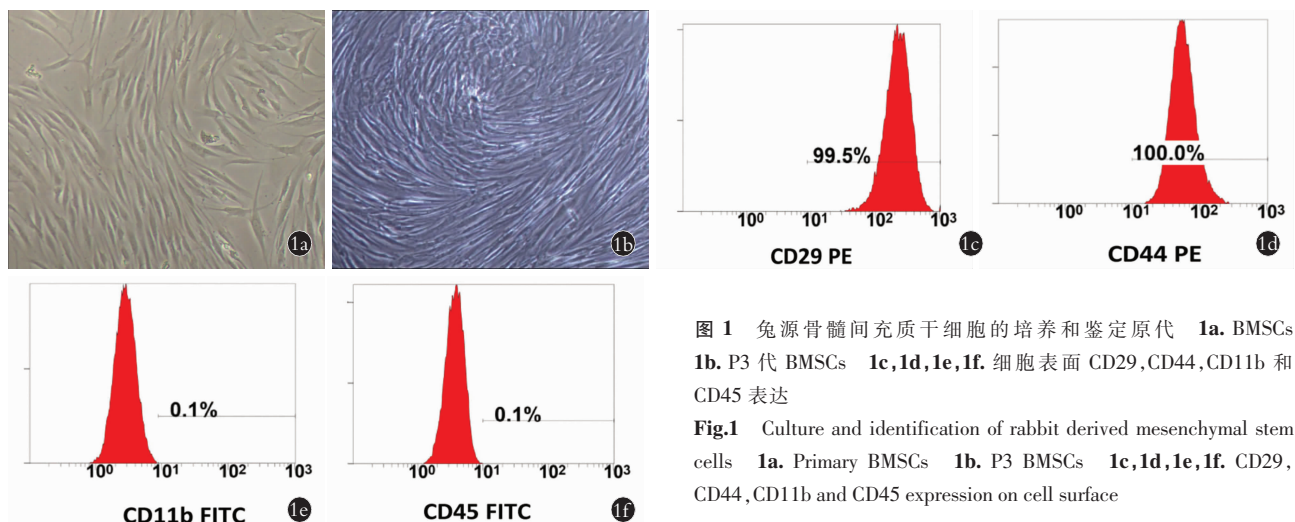 1a
1b
99.5%
10⁰ 10¹ 10² 10³
CD29 PE
1c
100.0%
10⁰ 10¹ 10² 10³
CD44 PE
1d
0.1%
10⁰ 10¹ 10² 10³
CD11b FITC
1e
0.1%
10⁰ 10¹ 10² 10³
CD45 FITC
1f
图 1 兔源骨髓间充质干细胞的培养和鉴定原代 1a. BMSCs
1b. P3 代 BMSCs 1c,1d,1e,1f. 细胞表面 CD29,CD44,CD11b 和
CD45 表达
Fig.1 Culture and identification of rabbit derived mesenchymal stem
cells 1a. Primary BMSCs 1b. P3 BMSCs 1c,1d,1e,1f. CD29,
CD44,CD11b and CD45 expression on cell surface